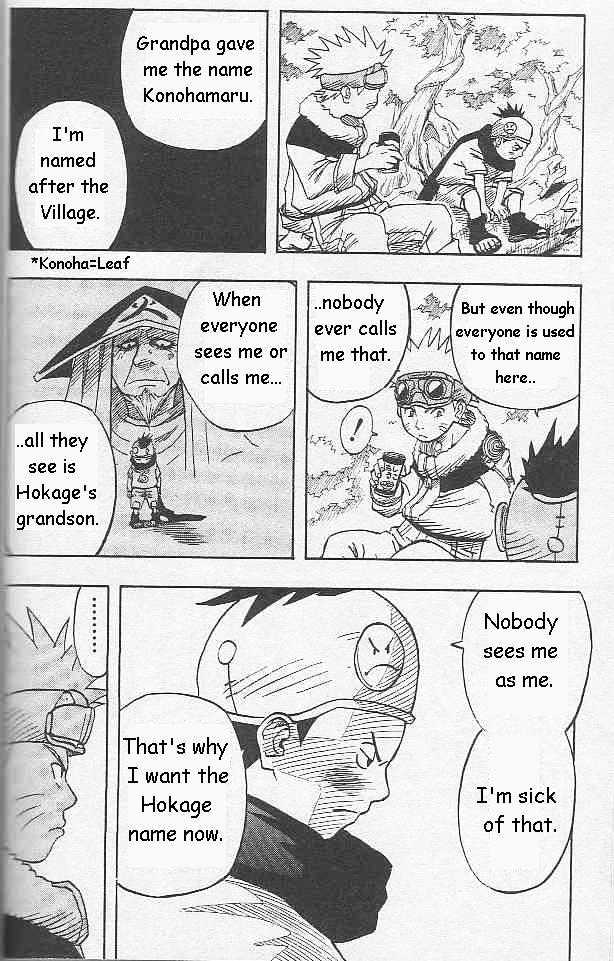 Grandpa gave
me the name
Konohamaru.
I'm
named
after the
Village.
*Konoha=Leaf
But even though
everyone is used
to that name
here..
..nobody
ever calls
me that.
!
When
everyone
sees me or
calls me...
..all they
see is
Hokage's
grandson.
Nobody
sees me
as me.
I'm sick
of that.
That's why
I want the
Hokage
name now.
.........